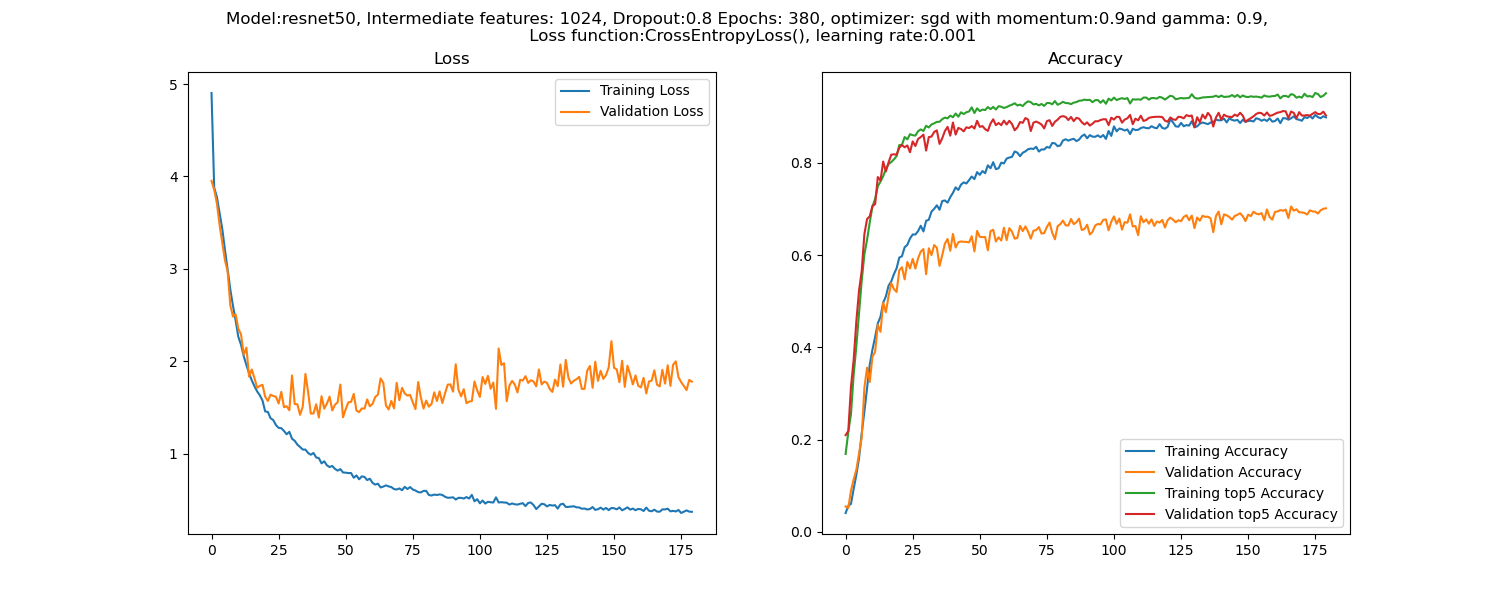 Model:resnet50, Intermediate features: 1024, Dropout:0.8 Epochs: 380, optimizer: sgd with momentum:0.9and gamma: 0.9,
Loss function:CrossEntropyLoss(), learning rate:0.001
Loss
5
4
3
2
1
0 25 50 75 100 125 150 175
Training Loss
Validation Loss
Accuracy
0.8
0.6
0.4
0.2
0.0
0 25 50 75 100 125 150 175
Training Accuracy
Validation Accuracy
Training top5 Accuracy
Validation top5 Accuracy